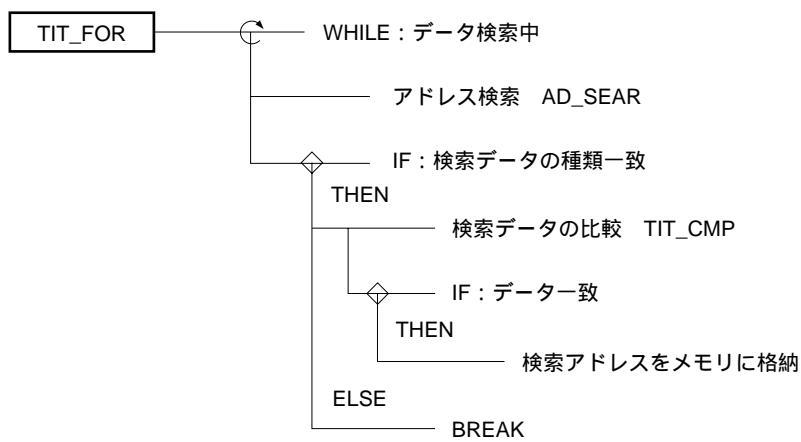 TIT_FOR
WHILE：データ検索中
アドレス検索　AD_SEAR
IF：検索データの種類一致
THEN
検索データの比較　TIT_CMP
IF：データ一致
THEN
検索アドレスをメモリに格納
ELSE
BREAK